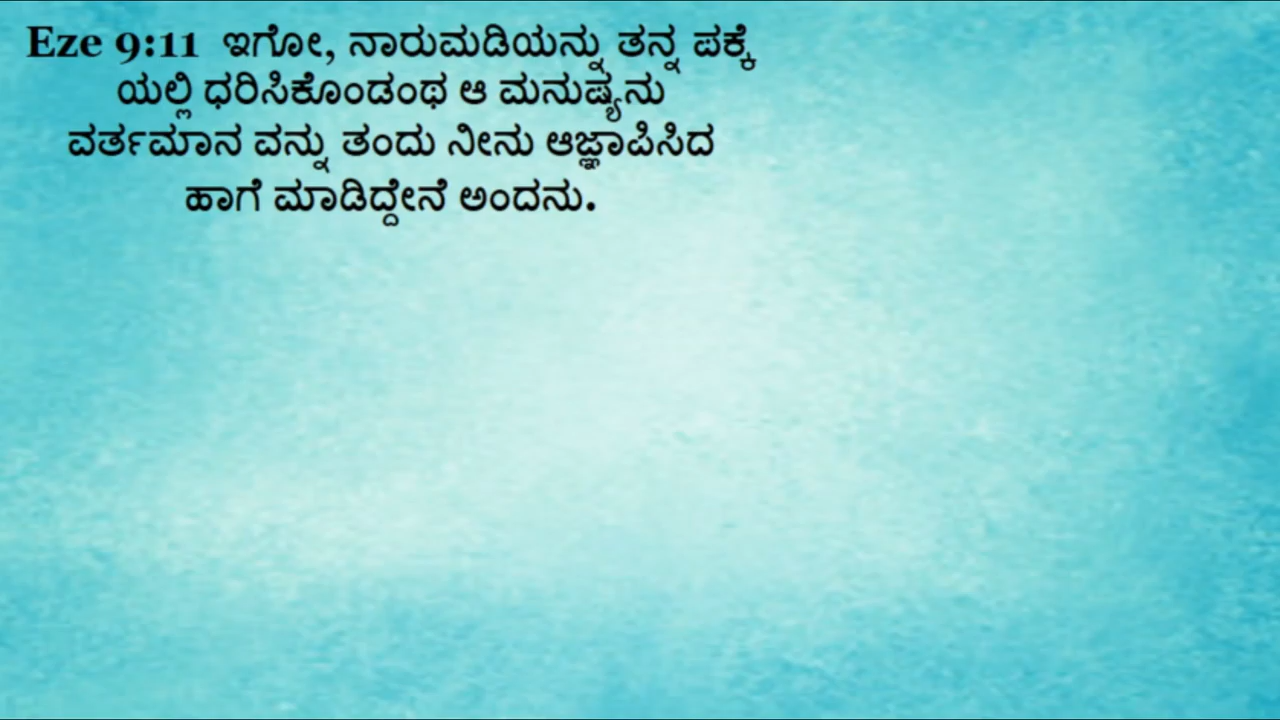 Eze 9:11 ಇಗೋ, ನಾರುಮಡಿಯನ್ನು ತನ್ನ ಪಕ್ಕೆ
ಯಲ್ಲಿ ಧರಿಸಿಕೊಂಡಂಥ ಆ ಮನುಷ್ಯನು
ವರ್ತಮಾನ ವನ್ನು ತಂದು ನೀನು ಆಜ್ಞಾಪಿಸಿದ
ಹಾಗೆ ಮಾಡಿದ್ದೇನೆ ಅಂದನು.